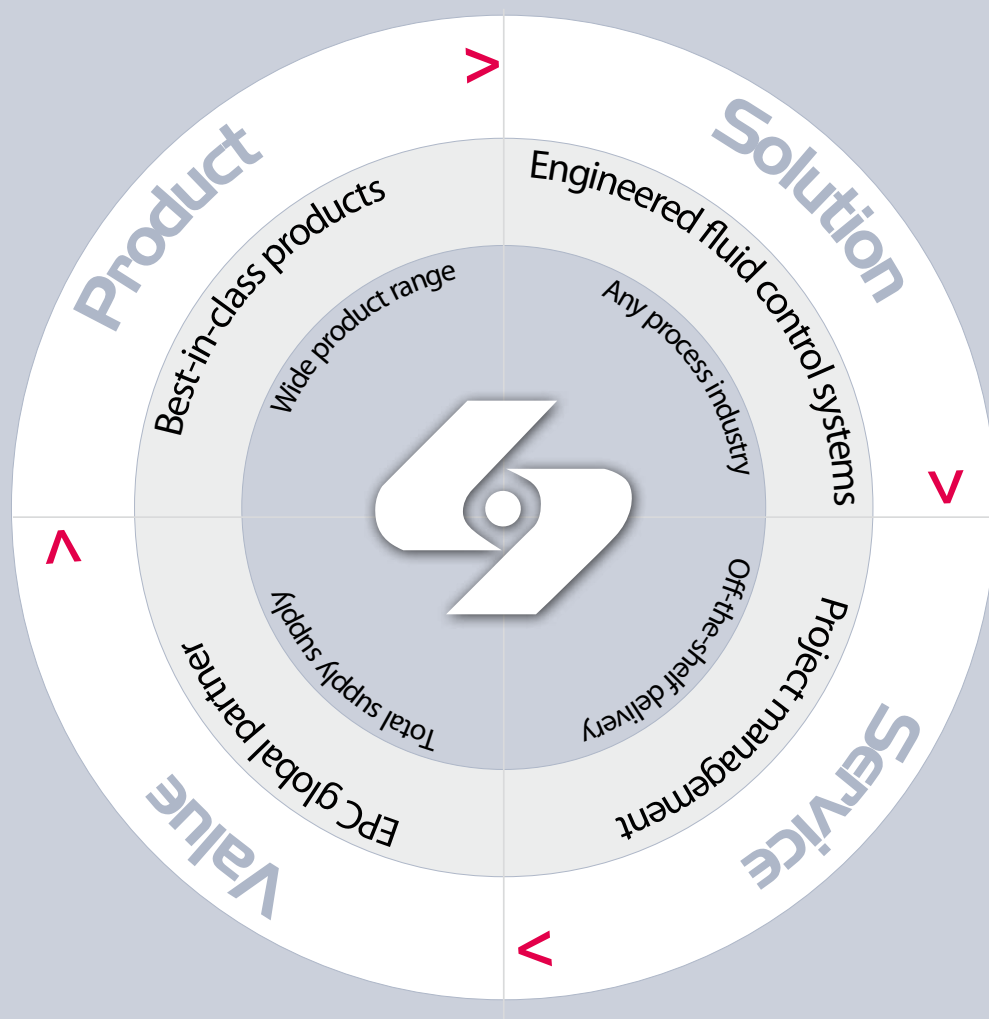 Product
Best-in-class products
Wide product range
Solution
Engineered fluid control systems
Any process industry
Service
Project management
Off-the-shelf delivery
Value
EPC global partner
Total supply supply